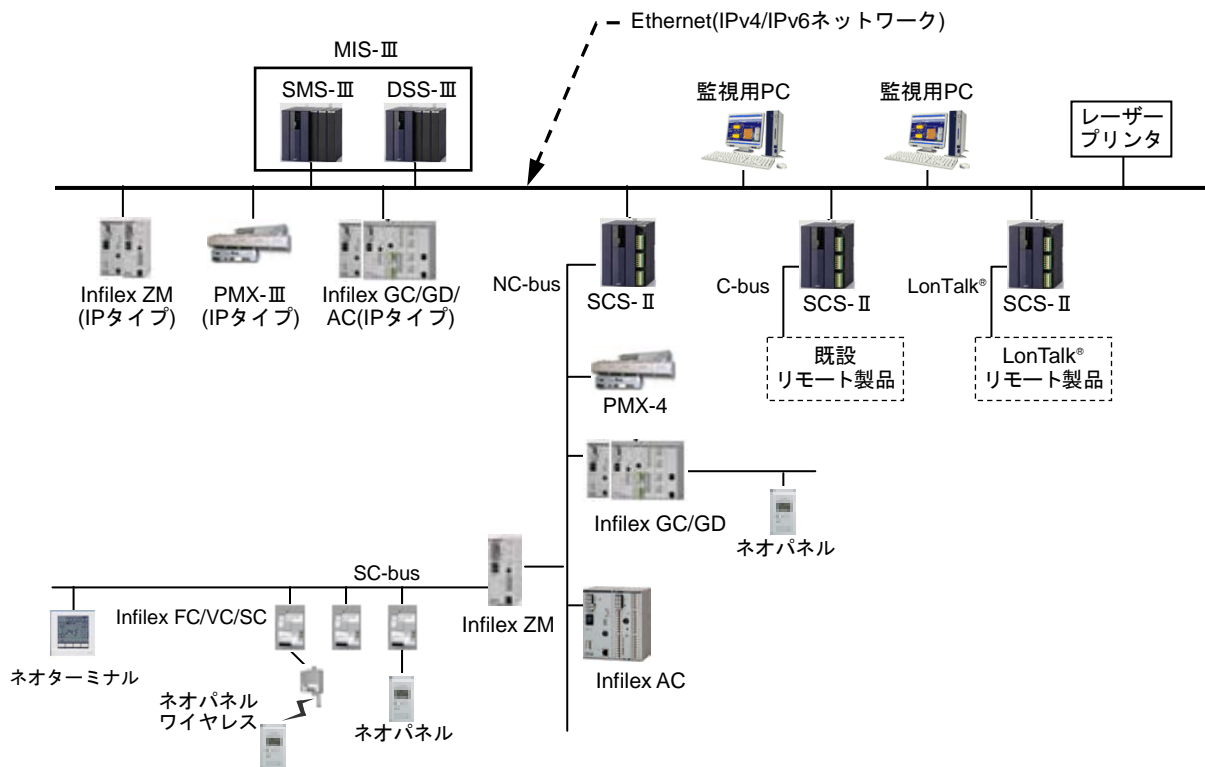 Ethernet(IPv4/IPv6ネットワーク)
MIS-Ⅲ
SMS-Ⅲ
DSS-Ⅲ
監視用PC
監視用PC
レーザー
プリンタ
Infilex ZM
(IPタイプ)
PMX-Ⅲ
(IPタイプ)
Infilex GC/GD/
AC(IPタイプ)
NC-bus
SCS-Ⅱ
C-bus
SCS-Ⅱ
LonTalk®
SCS-Ⅱ
既設
リモート製品
LonTalk®
リモート製品
PMX-4
Infilex GC/GD
ネオパネル
SC-bus
Infilex FC/VC/SC
Infilex ZM
ネオターミナル
ネオパネル
ワイヤレス
ネオパネル
Infilex AC